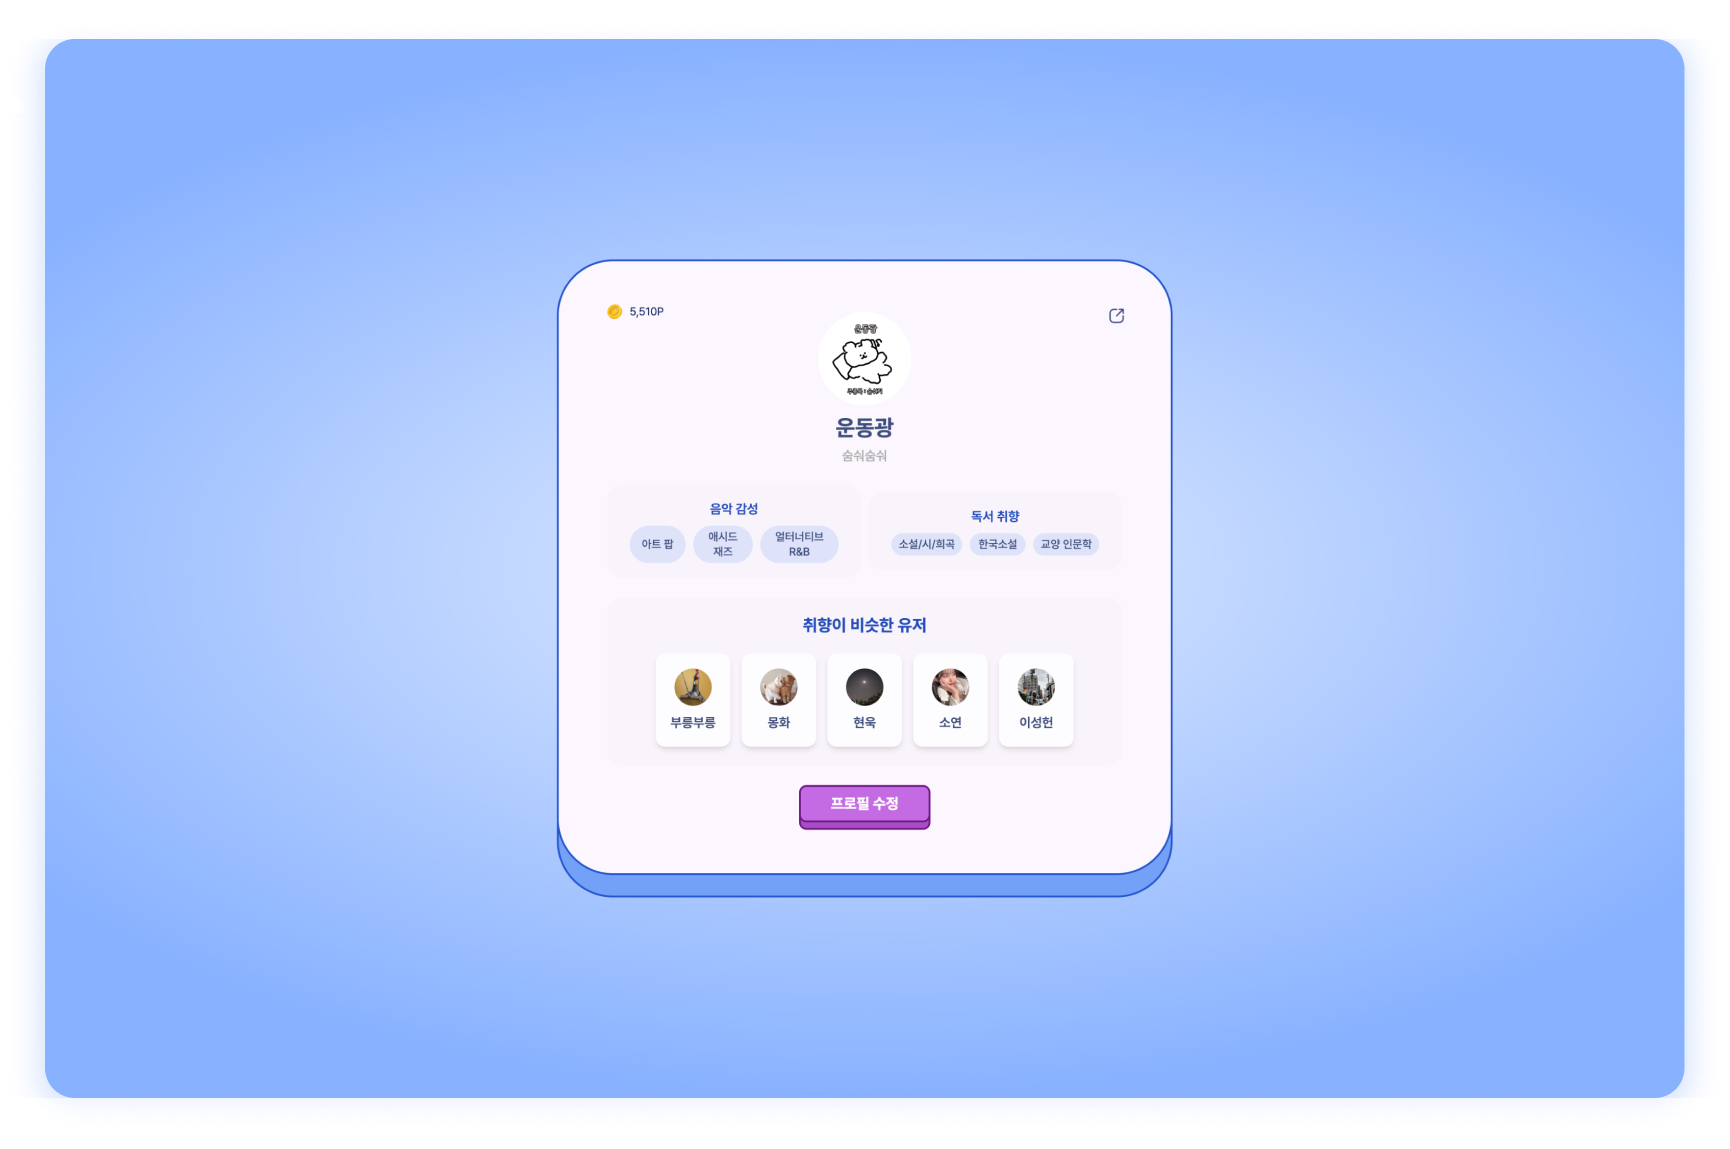 5,510P
운동광
운동광
숨쉬숨쉬
음악 감성
아트 팝
애시드
재즈
얼터너티브
R&B
독서 취향
소설/시/희곡
한국소설
교양 인문학
취향이 비슷한 유저
부릉부릉
몽화
현욱
소연
이성헌
프로필 수정